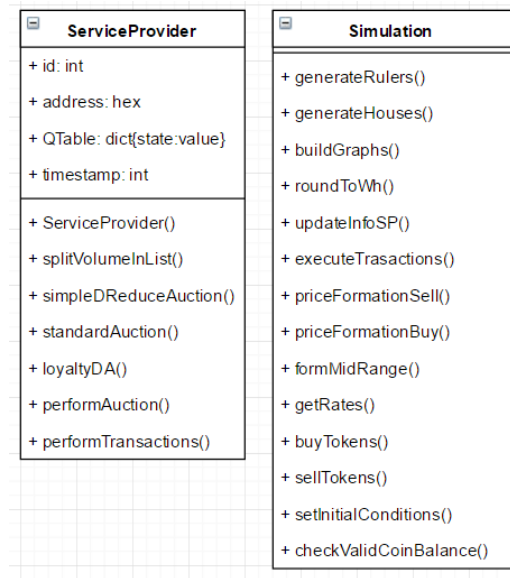 ServiceProvider
+ id: int
+ address: hex
+ QTable: dict{state:value}
+ timestamp: int
+ ServiceProvider()
+ splitVolumeInList()
+ simpleDReduceAuction()
+ standardAuction()
+ loyaltyDA()
+ performAuction()
+ performTransactions()
Simulation
+ generateRulers()
+ generateHouses()
+ buildGraphs()
+ roundToWh()
+ updateInfoSP()
+ executeTrasactions()
+ priceFormationSell()
+ priceFormationBuy()
+ formMidRange()
+ getRates()
+ buyTokens()
+ sellTokens()
+ setInitialConditions()
+ checkValidCoinBalance()